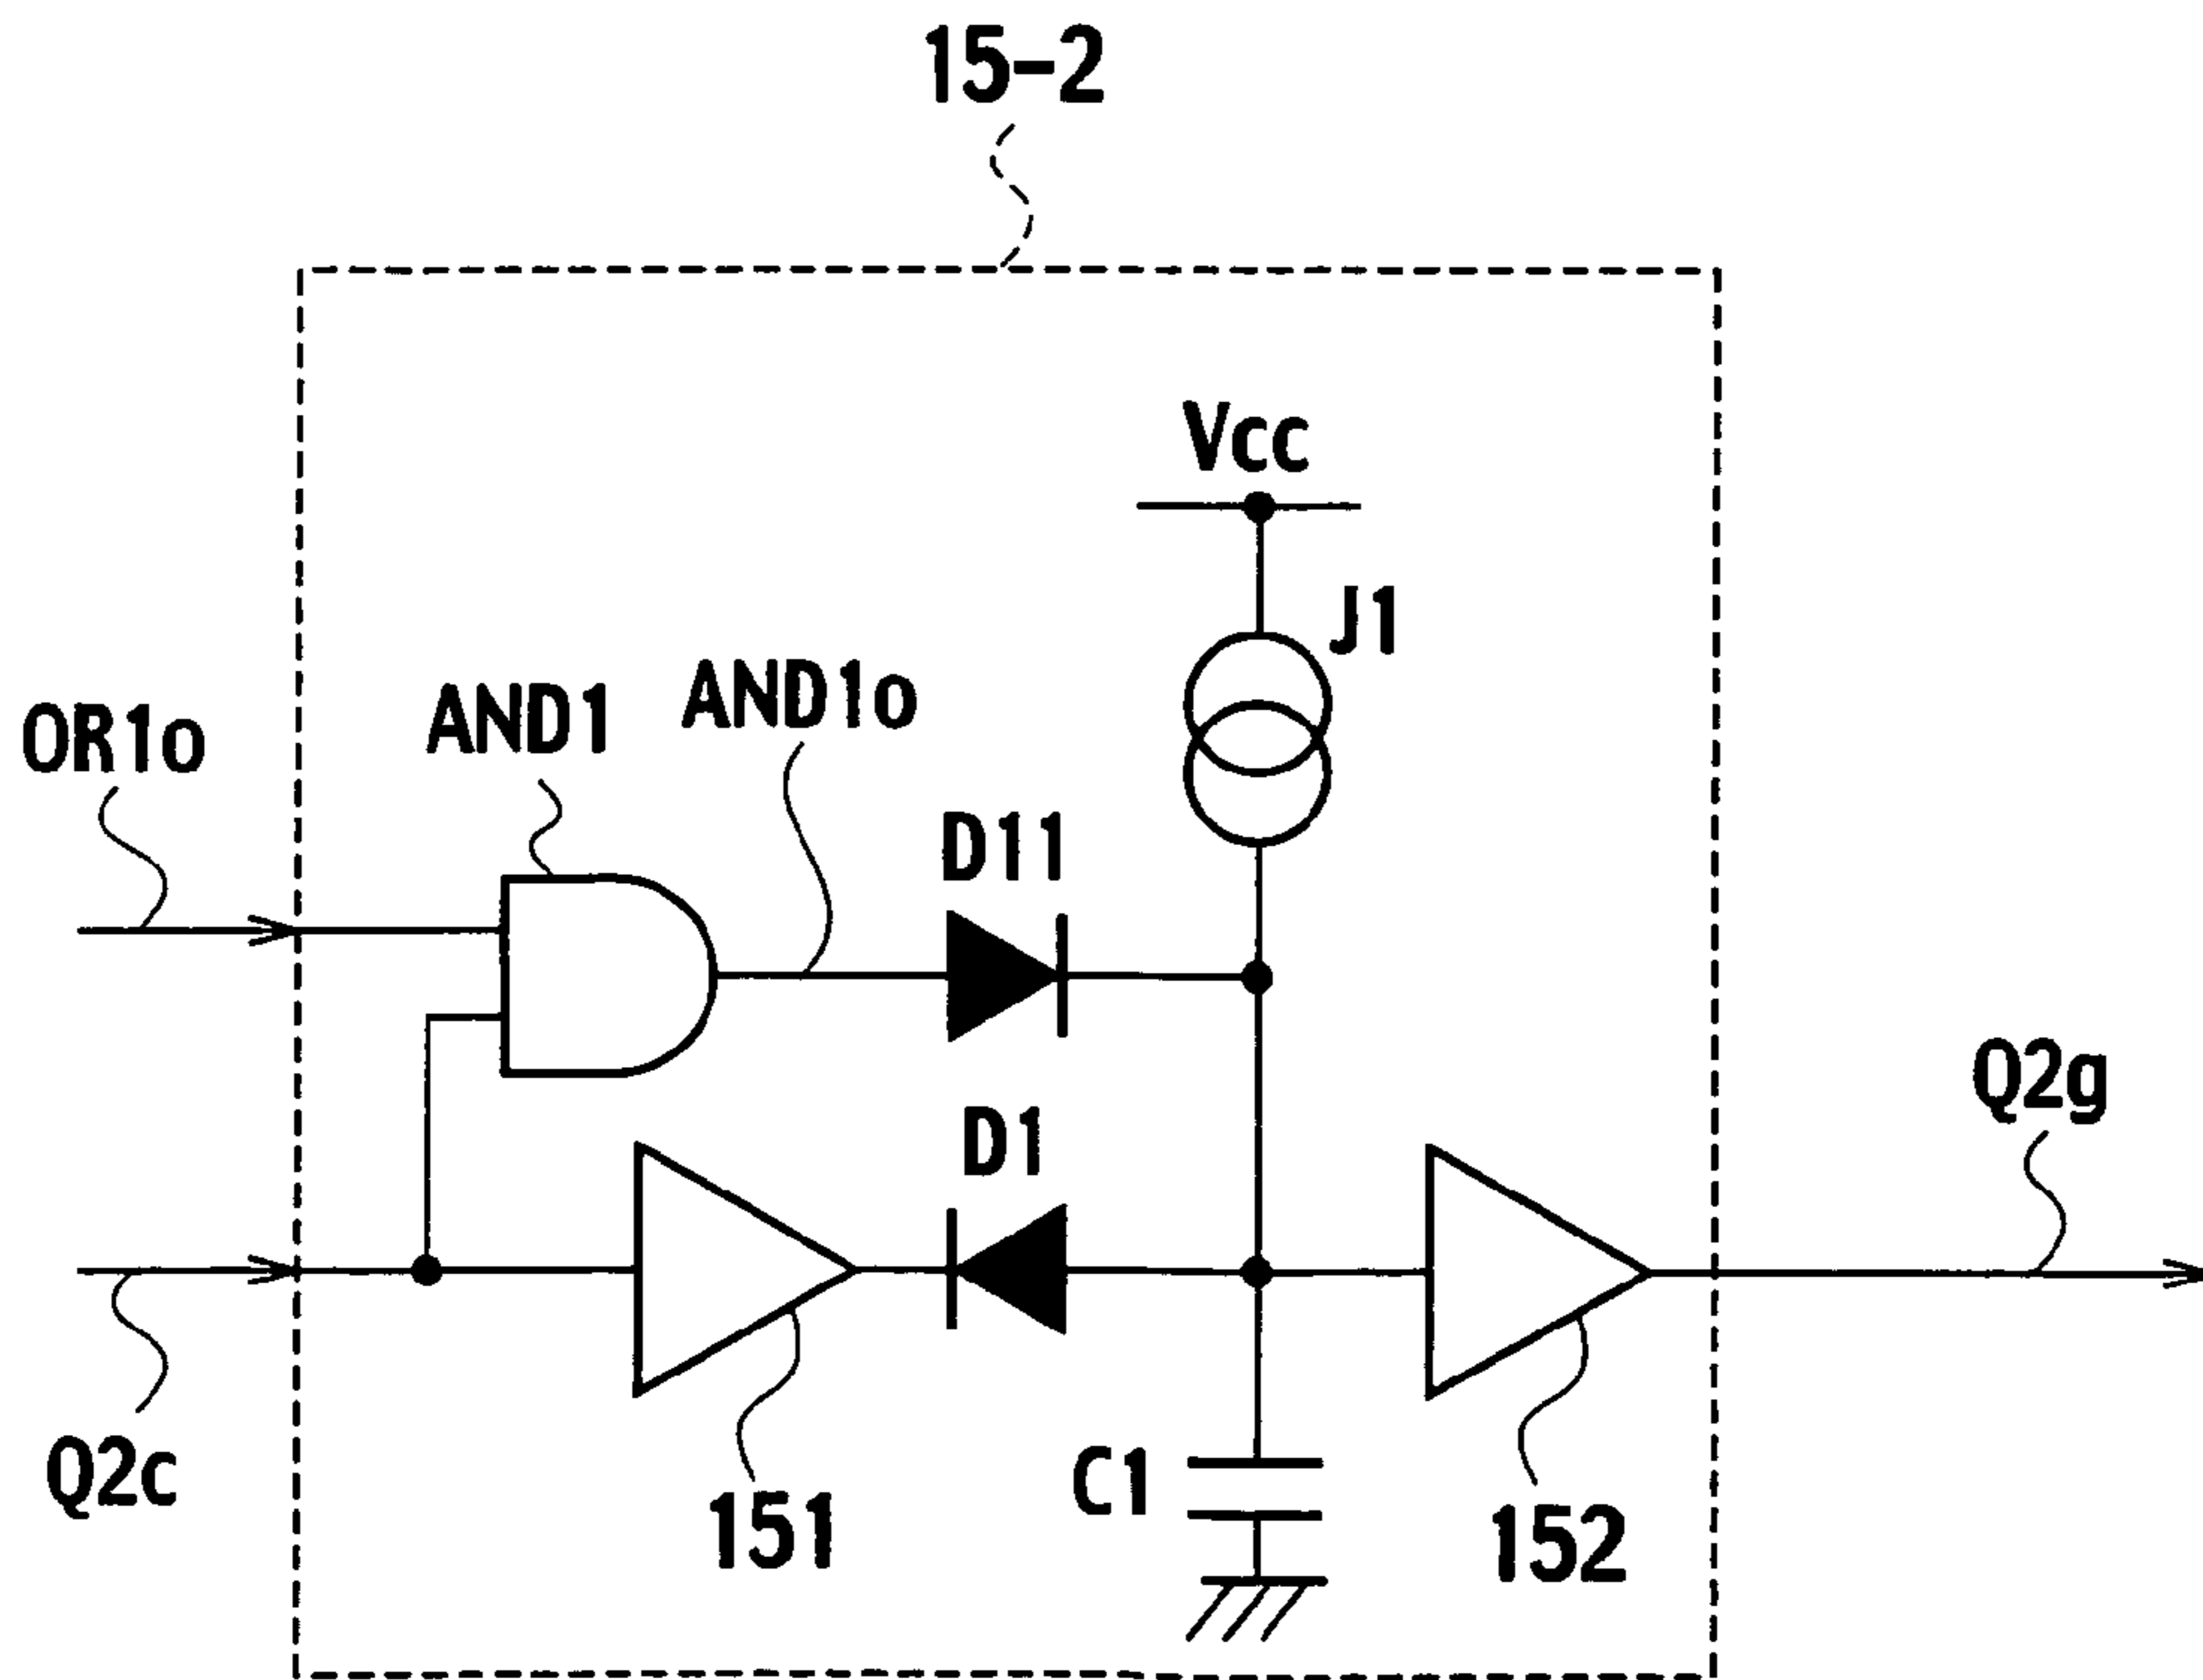 15-2
Vcc
J1
AND1o
AND1
OR1o
D11
Q2g
D1
Q2c
C1
151
152